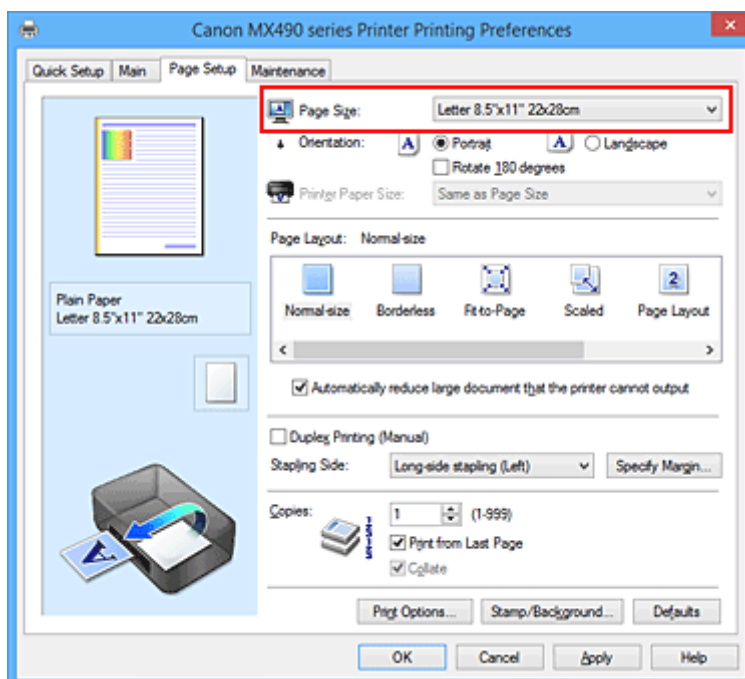 Canon MX490 series Printer Printing Preferences
Quick Setup Main Page Setup Maintenance
Page Size: Letter 8.5"x11" 22x28cm
Orientation: A Portrait A Landscape
Rotate 180 degrees
Printer Paper Size: Same as Page Size
Page Layout: Normal-size
Normal-size Borderless Fit-to-Page Scaled Page Layout
Plain Paper
Letter 8.5"x11" 22x28cm
Automatically reduce large document that the printer cannot output
Duplex Printing (Manual)
Stapling Side: Long-side stapling (Left) Specify Margin...
Copies: 1 (1-999)
Print from Last Page
Collate
Print Options... Stamp/Background... Defaults
OK Cancel Apply Help